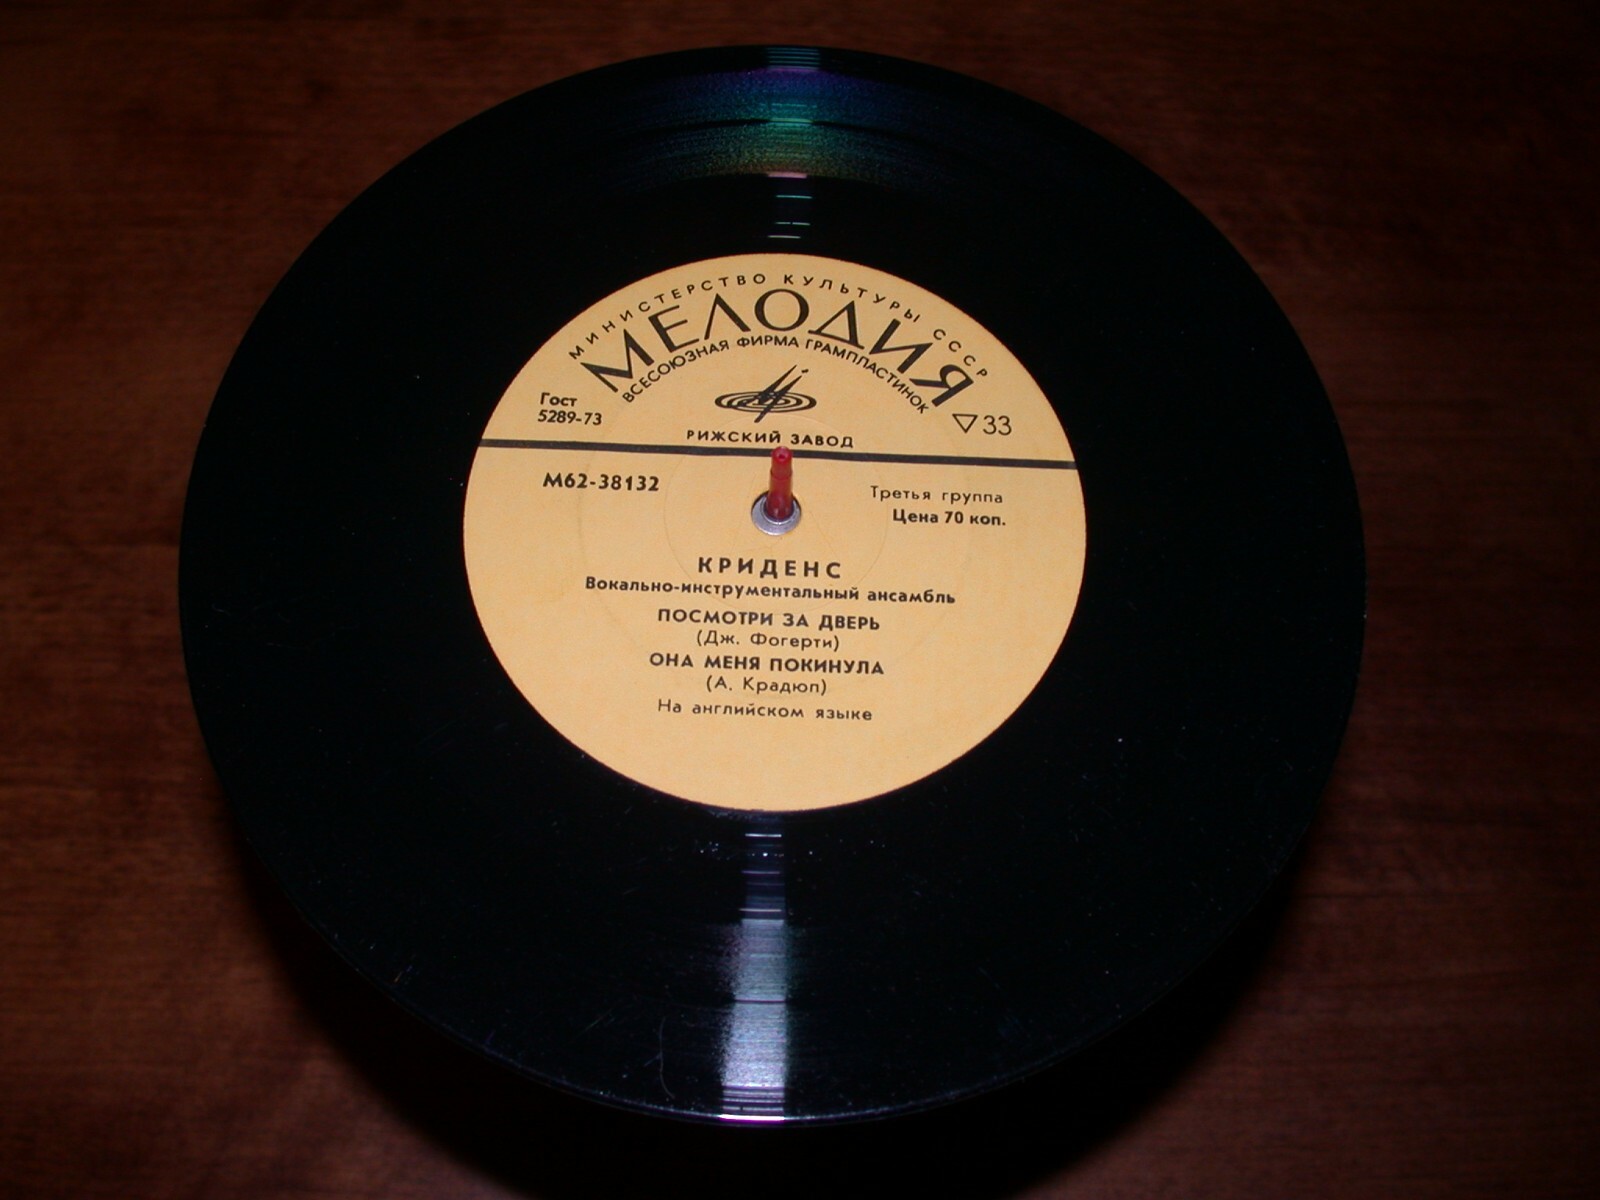 МИНИСТЕРСТВО КУЛЬТУРЫ СССР
МЕЛОДИЯ
ВСЕСОЮЗНАЯ ФИРМА ГРАМПЛАСТИНОК
Гост
5289-73
▽33
РИЖСКИЙ ЗАВОД
М62-38132
Третья группа
Цена 70 коп.
КРИДЕНС
Вокально-инструментальный ансамбль
ПОСМОТРИ ЗА ДВЕРЬ
(Дж. Фогерти)
ОНА МЕНЯ ПОКИНУЛА
(А. Крадюп)
На английском языке